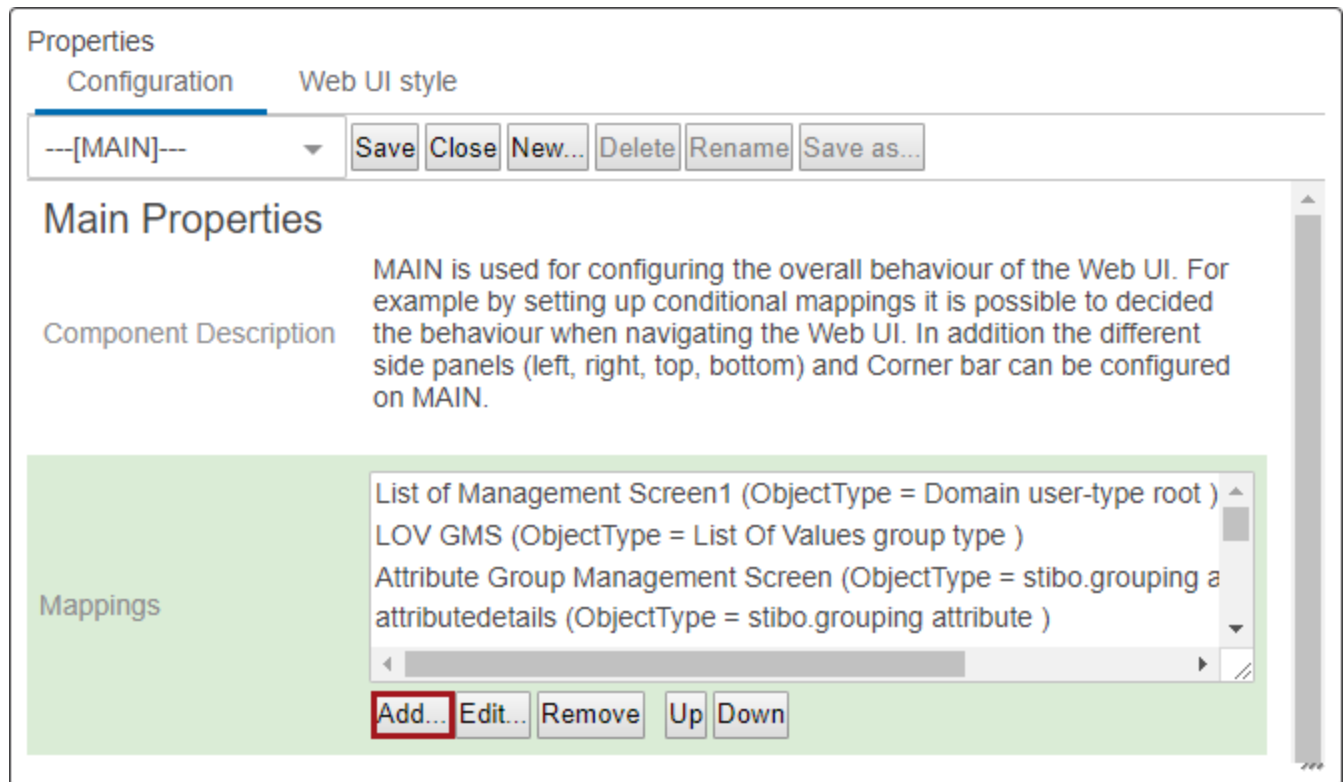 Properties
Configuration Web UI style
---[MAIN]--- Save Close New... Delete Rename Save as...
Main Properties
Component Description
MAIN is used for configuring the overall behaviour of the Web UI. For
example by setting up conditional mappings it is possible to decided
the behaviour when navigating the Web UI. In addition the different
side panels (left, right, top, bottom) and Corner bar can be configured
on MAIN.
Mappings
List of Management Screen1 (ObjectType = Domain user-type root )
LOV GMS (ObjectType = List Of Values group type )
Attribute Group Management Screen (ObjectType = stibo.grouping a
attributedetails (ObjectType = stibo.grouping attribute )
Add... Edit... Remove Up Down